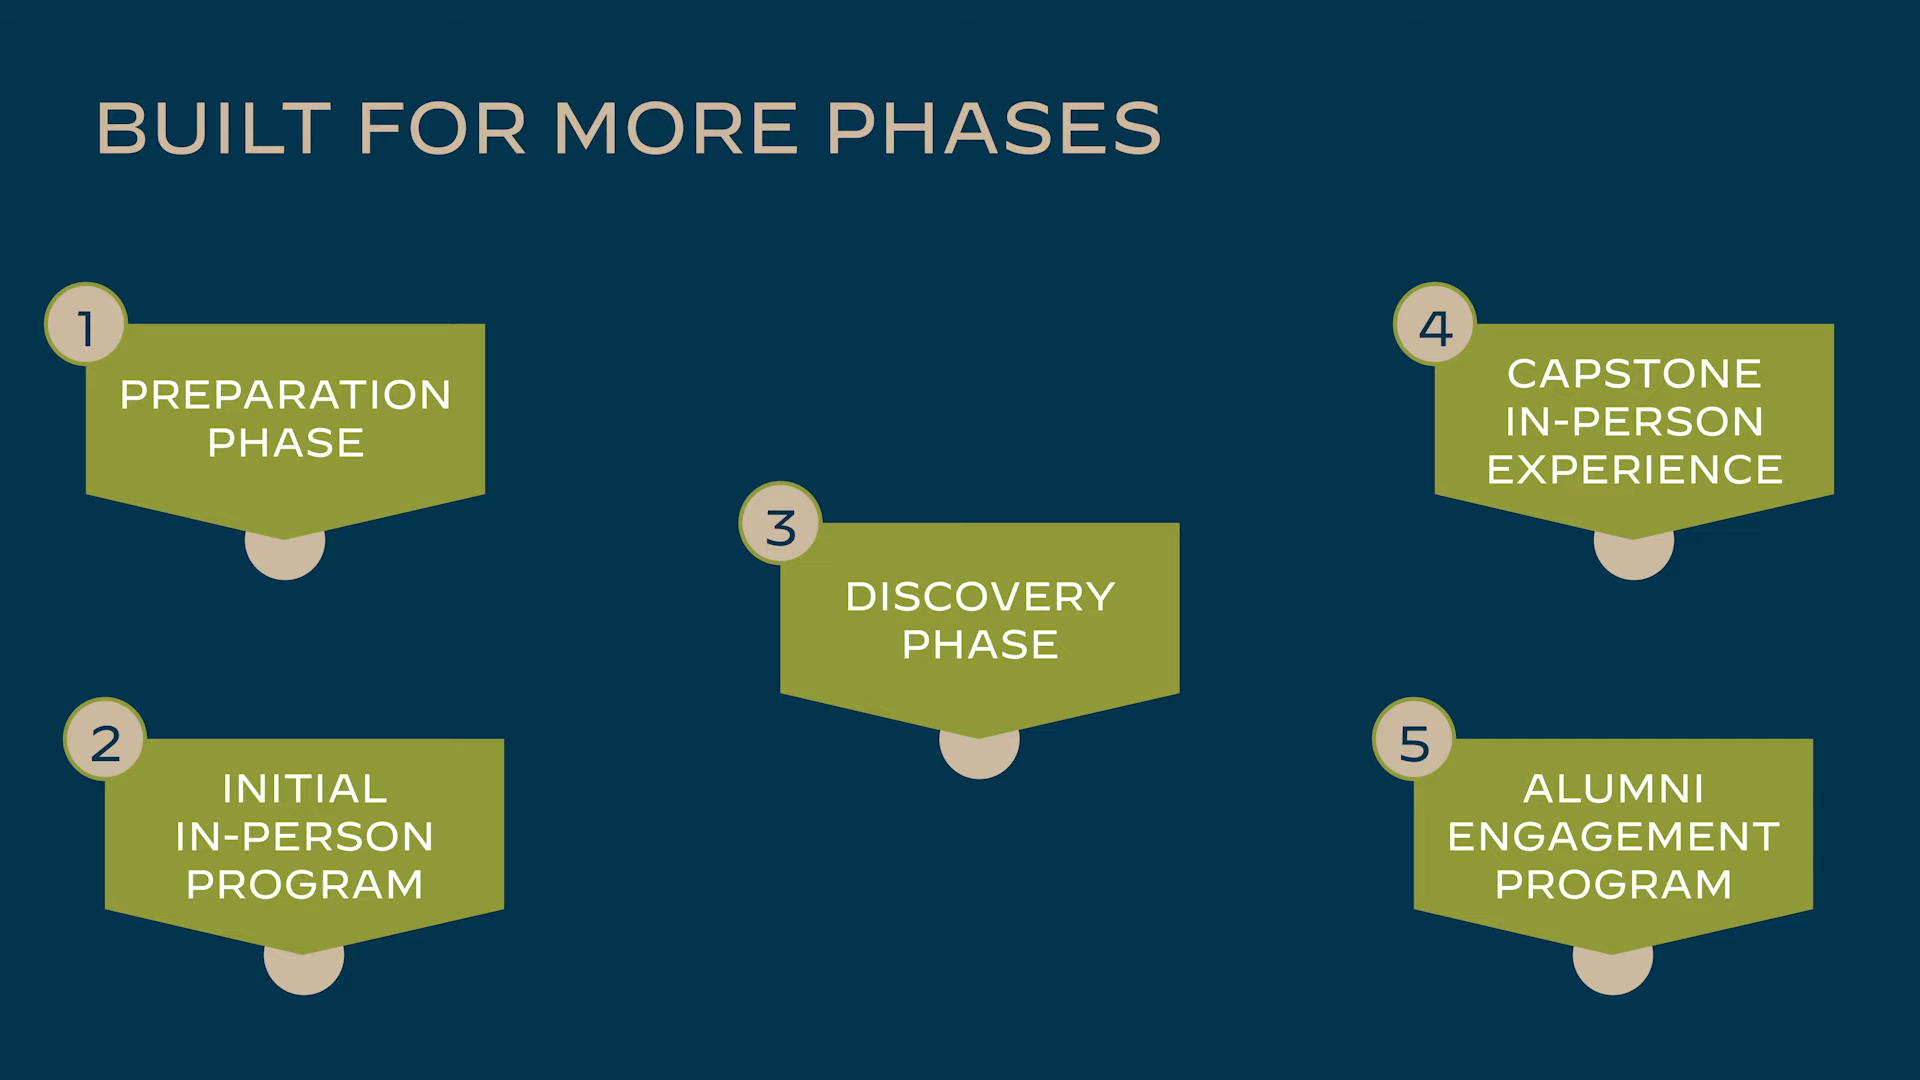 BUILT FOR MORE PHASES
1
PREPARATION
PHASE
2
INITIAL
IN-PERSON
PROGRAM
3
DISCOVERY
PHASE
4
CAPSTONE
IN-PERSON
EXPERIENCE
5
ALUMNI
ENGAGEMENT
PROGRAM